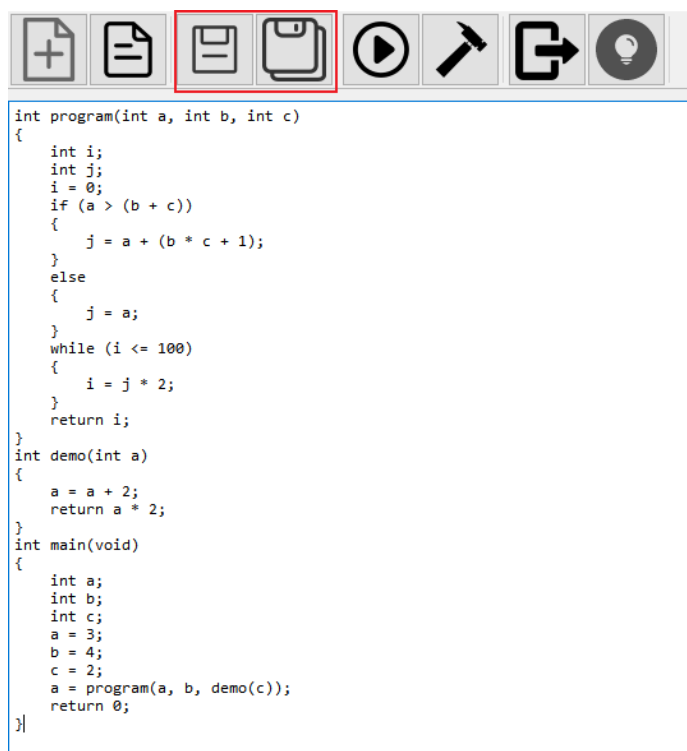 int program(int a, int b, int c)
{
    int i;
    int j;
    i = 0;
    if (a > (b + c))
    {
        j = a + (b * c + 1);
    }
    else
    {
        j = a;
    }
    while (i <= 100)
    {
        i = j * 2;
    }
    return i;
}
int demo(int a)
{
    a = a + 2;
    return a * 2;
}
int main(void)
{
    int a;
    int b;
    int c;
    a = 3;
    b = 4;
    c = 2;
    a = program(a, b, demo(c));
    return 0;
}